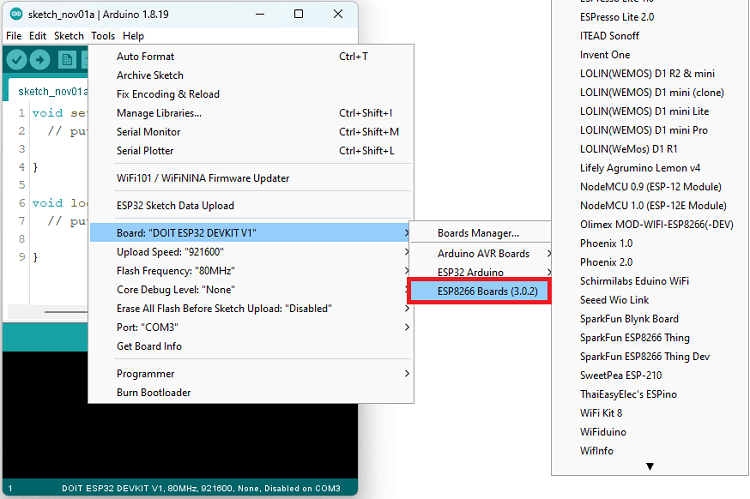 sketch_nov01a | Arduino 1.8.19
File Edit Sketch Tools Help
sketch_nov01a
1 void se
2 // pu
3
4 }
5
6 void lo
7 // pu
8
9 }
Auto Format Ctrl+T
Archive Sketch
Fix Encoding & Reload
Manage Libraries... Ctrl+Shift+I
Serial Monitor Ctrl+Shift+M
Serial Plotter Ctrl+Shift+L
WiFi101 / WiFiNINA Firmware Updater
ESP32 Sketch Data Upload
Board: "DOIT ESP32 DEVKIT V1"
Upload Speed: "921600"
Flash Frequency: "80MHz"
Core Debug Level: "None"
Erase All Flash Before Sketch Upload: "Disabled"
Port: "COM3"
Get Board Info
Programmer
Burn Bootloader
Boards Manager...
Arduino AVR Boards
ESP32 Arduino
ESP8266 Boards (3.0.2)
ESPresso Lite 2.0
ITEAD Sonoff
Invent One
LOLIN(WEMOS) D1 R2 & mini
LOLIN(WEMOS) D1 mini (clone)
LOLIN(WEMOS) D1 mini Lite
LOLIN(WEMOS) D1 mini Pro
LOLIN(WeMos) D1 R1
Lifely Agrumino Lemon v4
NodeMCU 0.9 (ESP-12 Module)
NodeMCU 1.0 (ESP-12E Module)
Olimex MOD-WIFI-ESP8266(-DEV)
Phoenix 1.0
Phoenix 2.0
Schirmilabs Eduino WiFi
Seeed Wio Link
SparkFun Blynk Board
SparkFun ESP8266 Thing
SparkFun ESP8266 Thing Dev
SweetPea ESP-210
ThaiEasyElec's ESPino
WiFi Kit 8
WiFiduino
WifInfo
1 DOIT ESP32 DEVKIT V1, 80MHz, 921600, None, Disabled on COM3